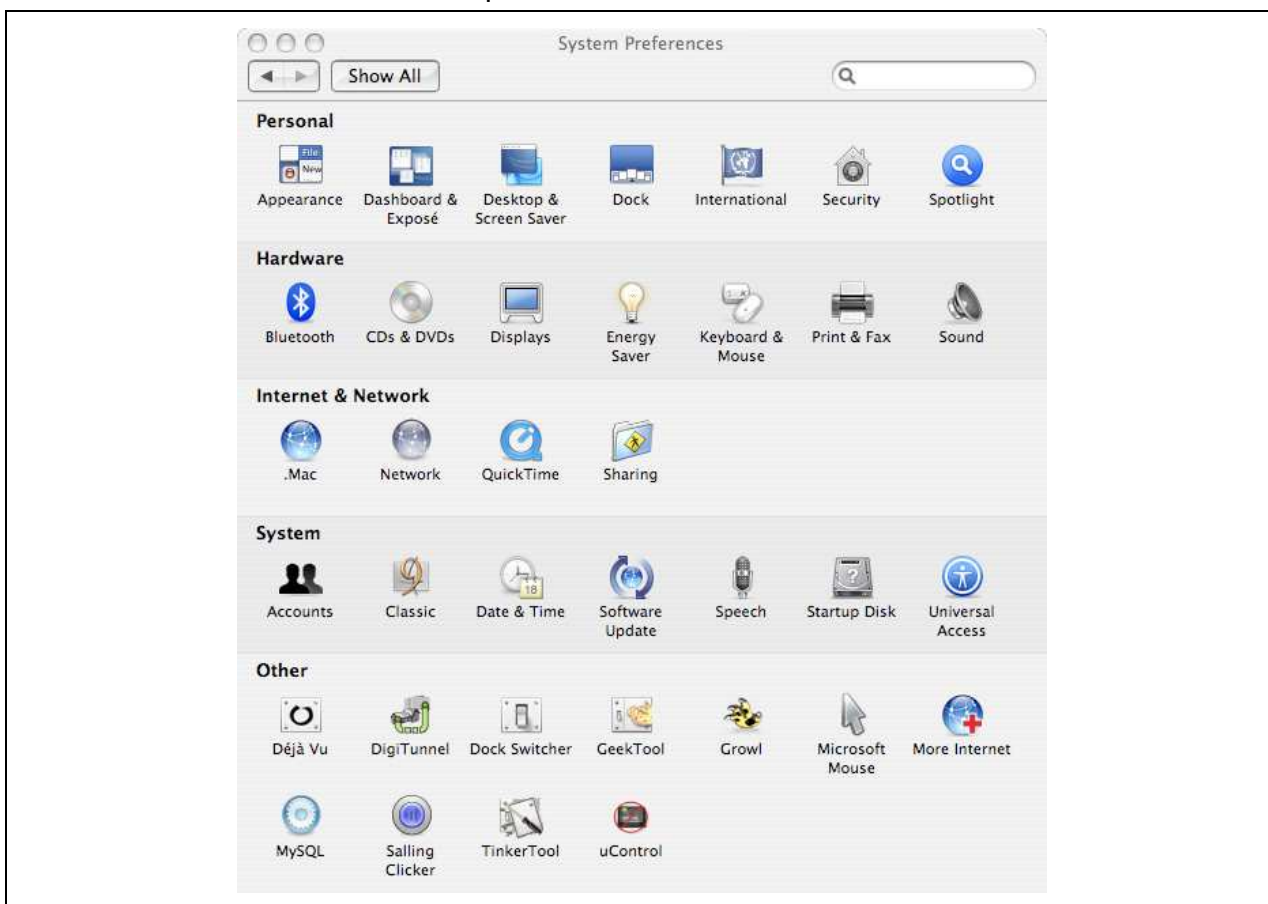 System Preferences
Show All
Personal
File
New
Appearance
Dashboard &
Exposé
Desktop &
Screen Saver
Dock
International
Security
Spotlight
Hardware
Bluetooth
CDs & DVDs
Displays
Energy
Saver
Keyboard &
Mouse
Print & Fax
Sound
Internet & Network
.Mac
Network
QuickTime
Sharing
System
18
Accounts
Classic
Date & Time
Software
Update
Speech
Startup Disk
Universal
Access
Other
Déjà Vu
DigiTunnel
Dock Switcher
GeekTool
Growl
Microsoft
Mouse
More Internet
MySQL
Salling
Clicker
TinkerTool
uControl